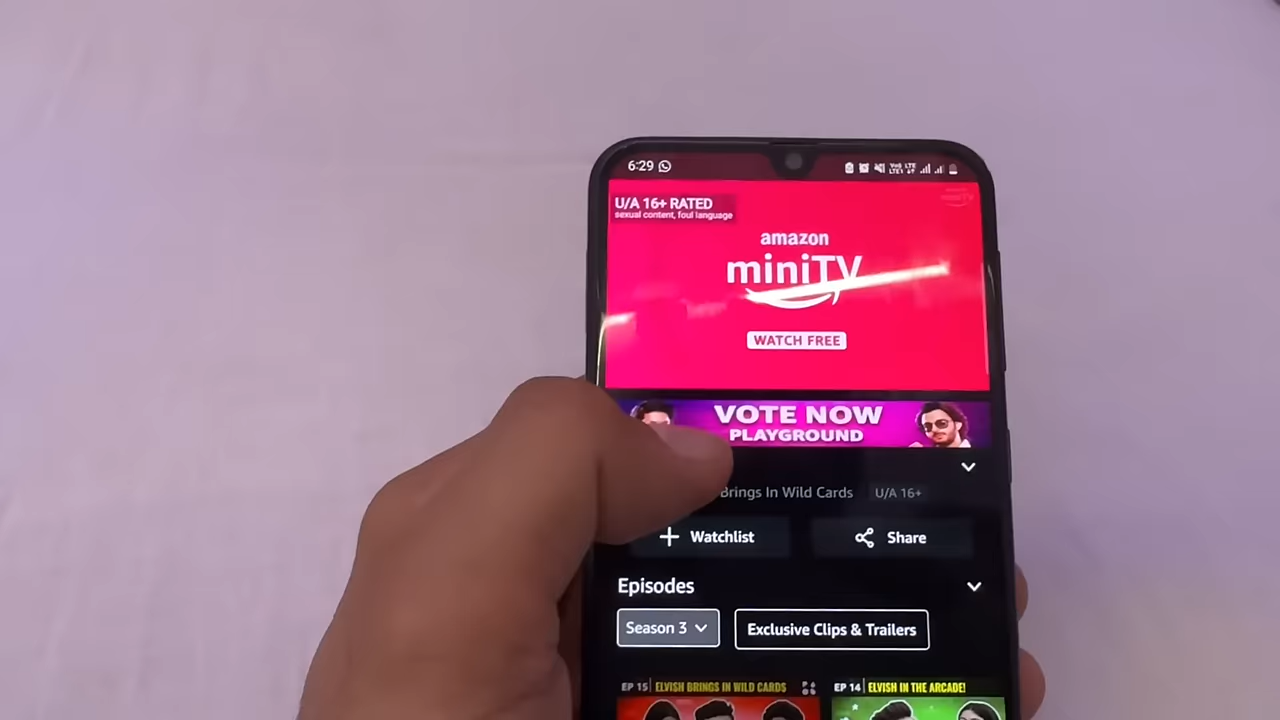 6:29
U/A 16+ RATED
sexual content, foul language
amazon
miniTV
WATCH FREE
VOTE NOW
PLAYGROUND
Brings In Wild Cards U/A 16+
Watchlist
Share
Episodes
Season 3
Exclusive Clips & Trailers
EP 15 ELVISH BRINGS IN WILD CARDS
EP 14 ELVISH IN THE ARCADE!